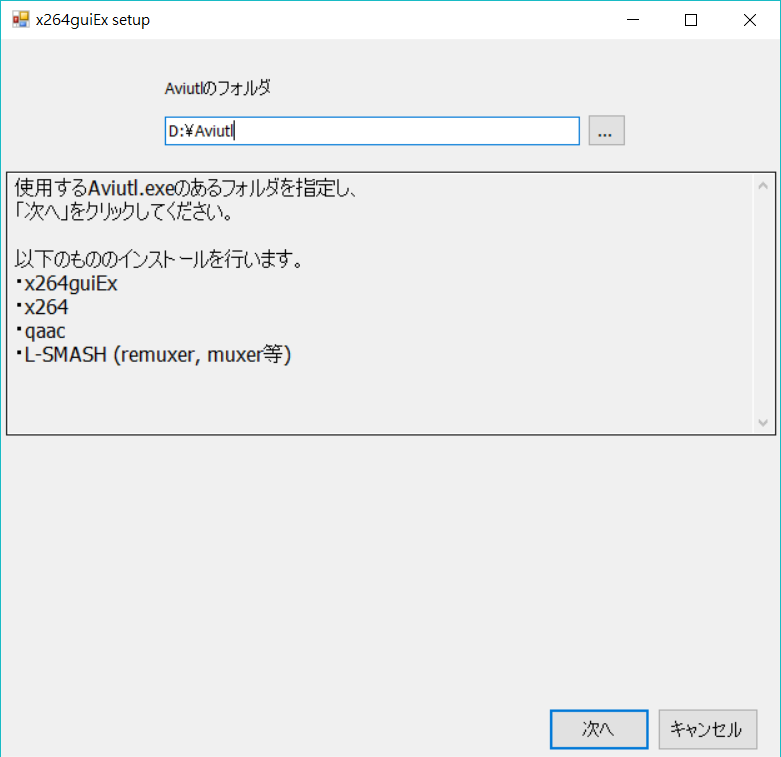 x264guiEx setup
Aviutlのフォルダ
D:¥Aviutl
...
使用するAviutl.exeのあるフォルダを指定し、
「次へ」をクリックしてください。
以下のもののインストールを行います。
・x264guiEx
・x264
・qaac
・L-SMASH (remuxer, muxer等)
次へ
キャンセル